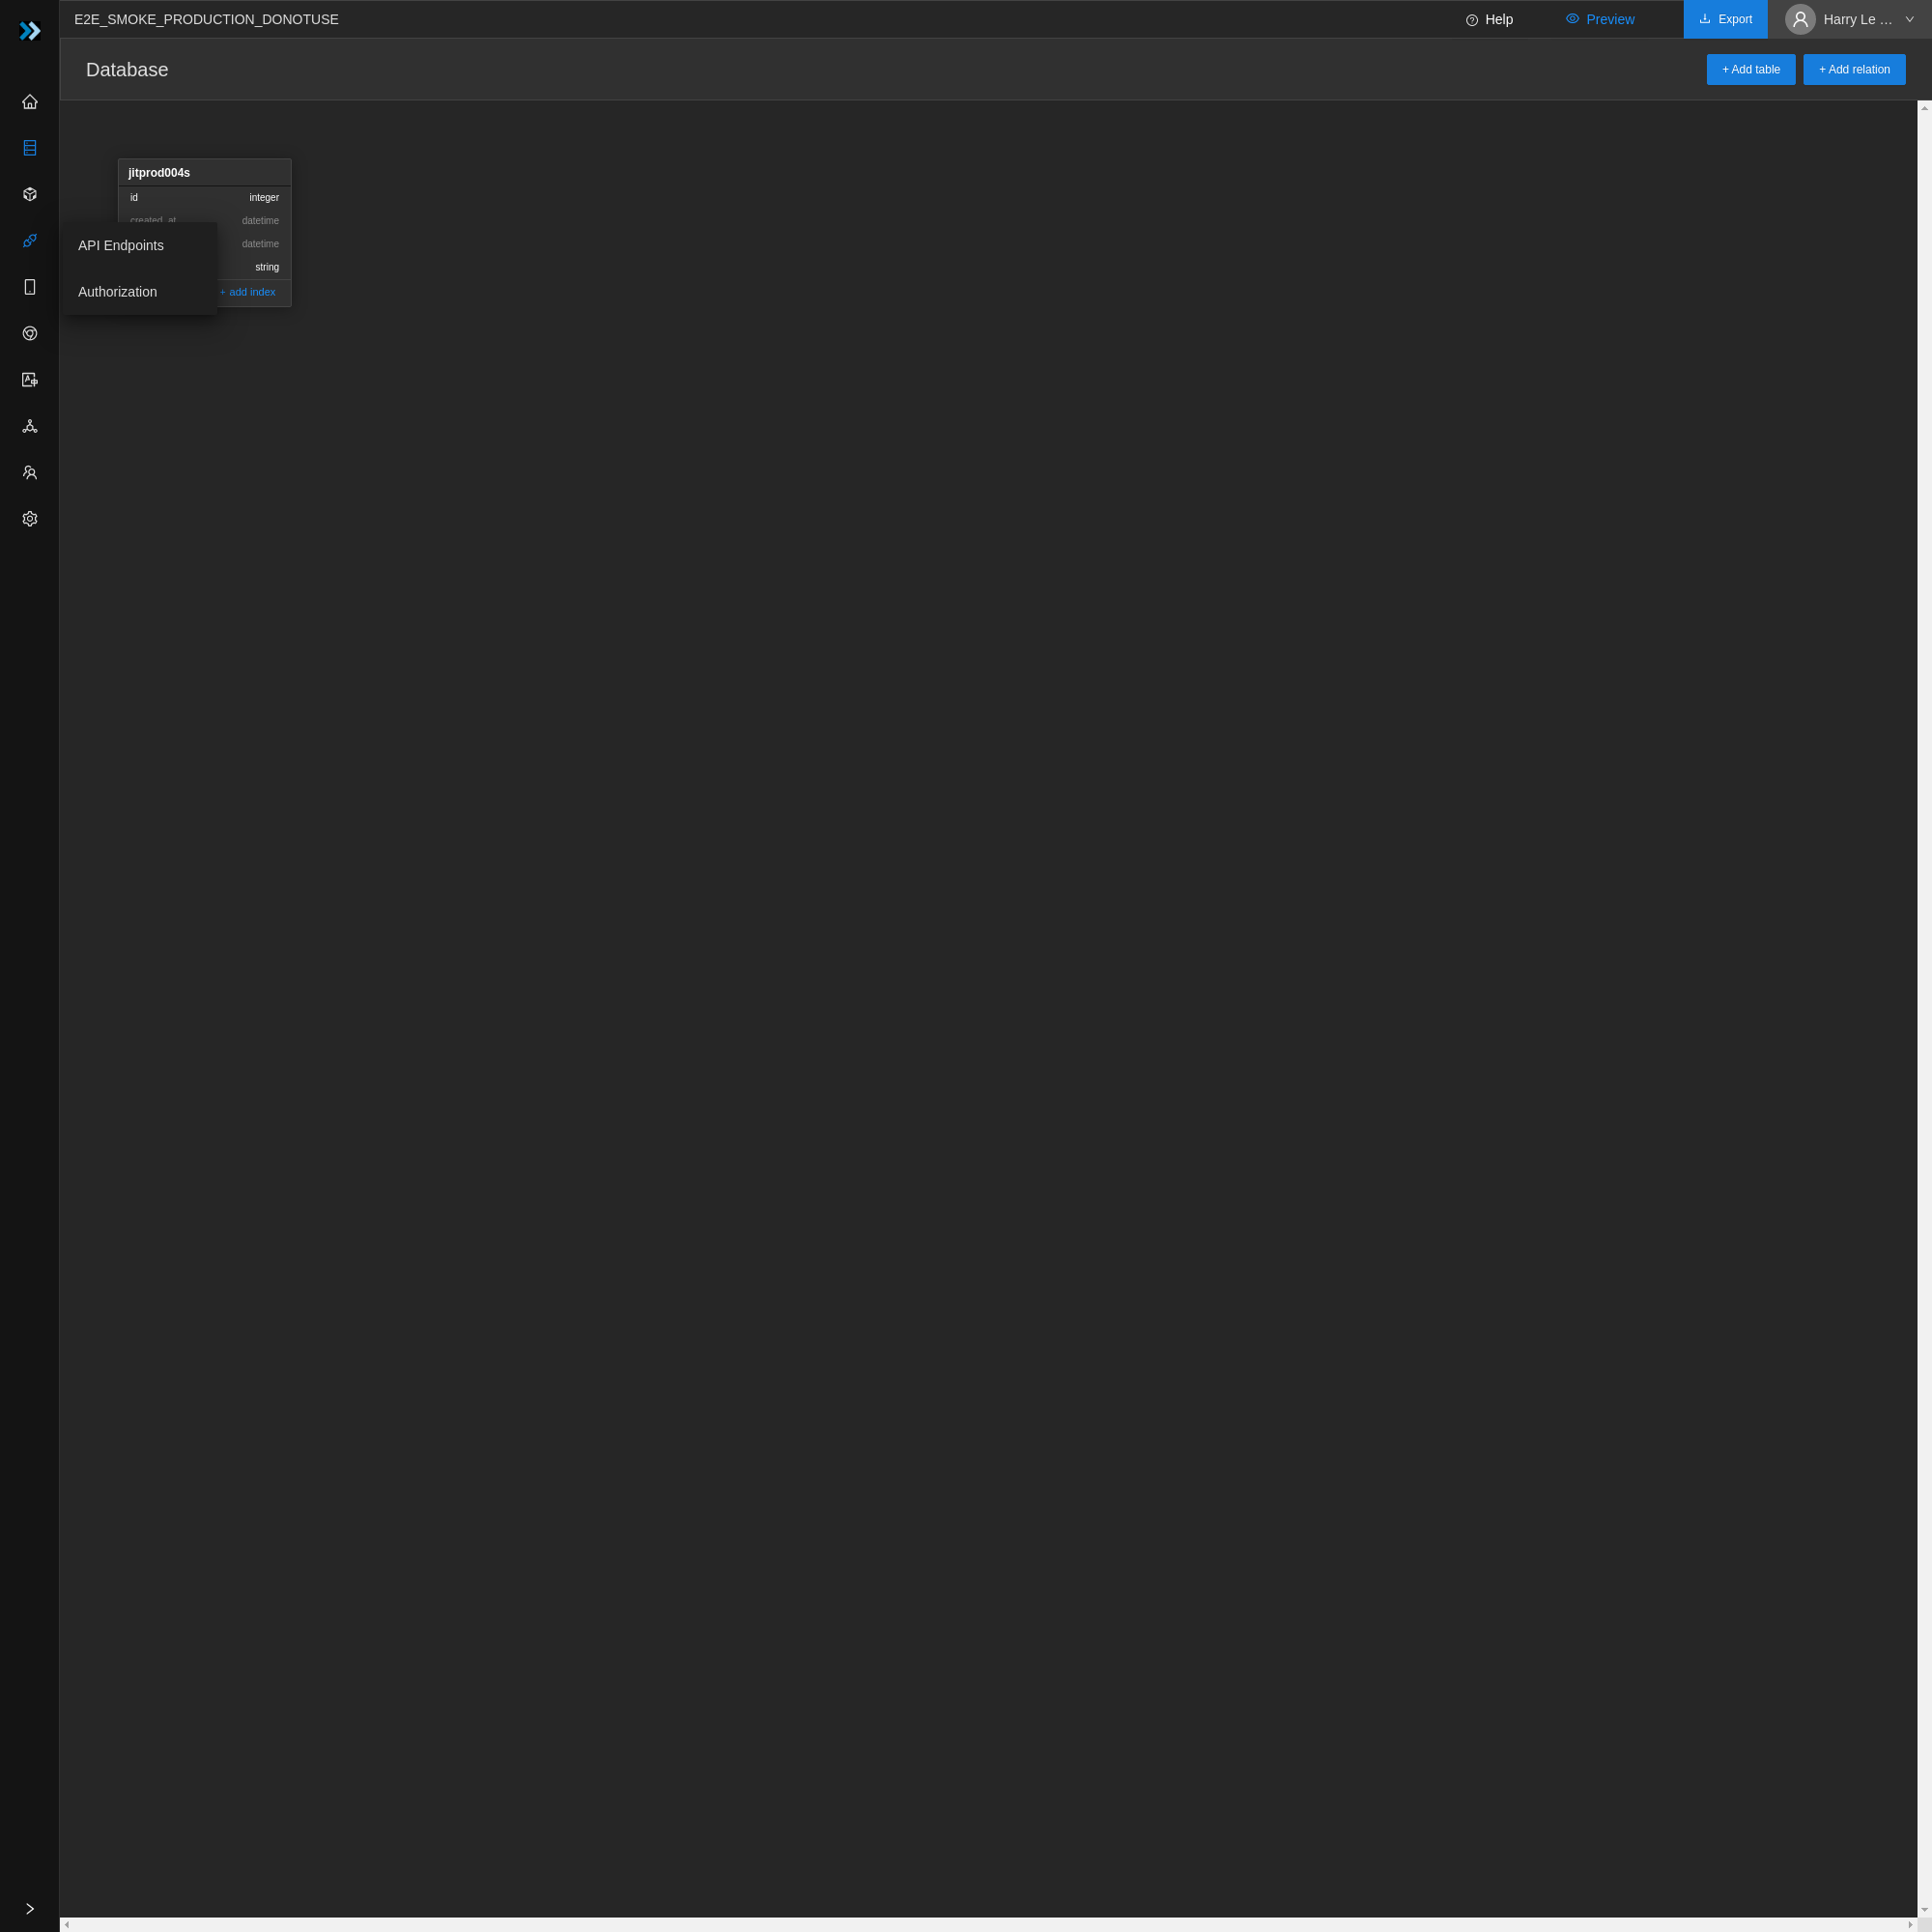 E2E_SMOKE_PRODUCTION_DONOTUSE
Help
Preview
Export
Harry Le ...
Database
+ Add table
+ Add relation
jitprod004s
id integer
created_at datetime
API Endpoints
datetime
string
Authorization
+ add index